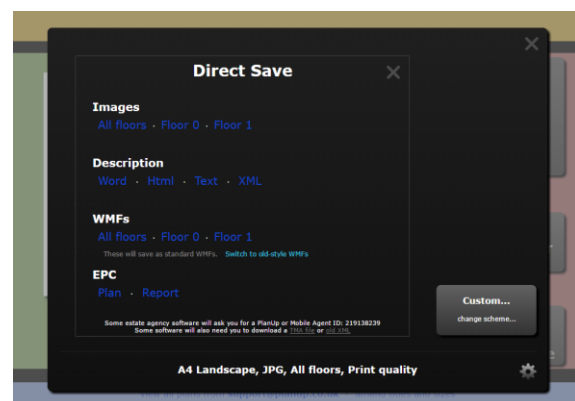 Direct Save
Images
All floors · Floor 0 · Floor 1
Description
Word · Html · Text · XML
WMFs
All floors · Floor 0 · Floor 1
These will save as standard WMFs. Switch to old-style WMFs
EPC
Plan · Report
Some estate agency software will ask you for a PlanUp or Mobile Agent ID: 219138239
Some software will also need you to download a TMA file or old XML
Custom...
change scheme...
A4 Landscape, JPG, All floors, Print quality